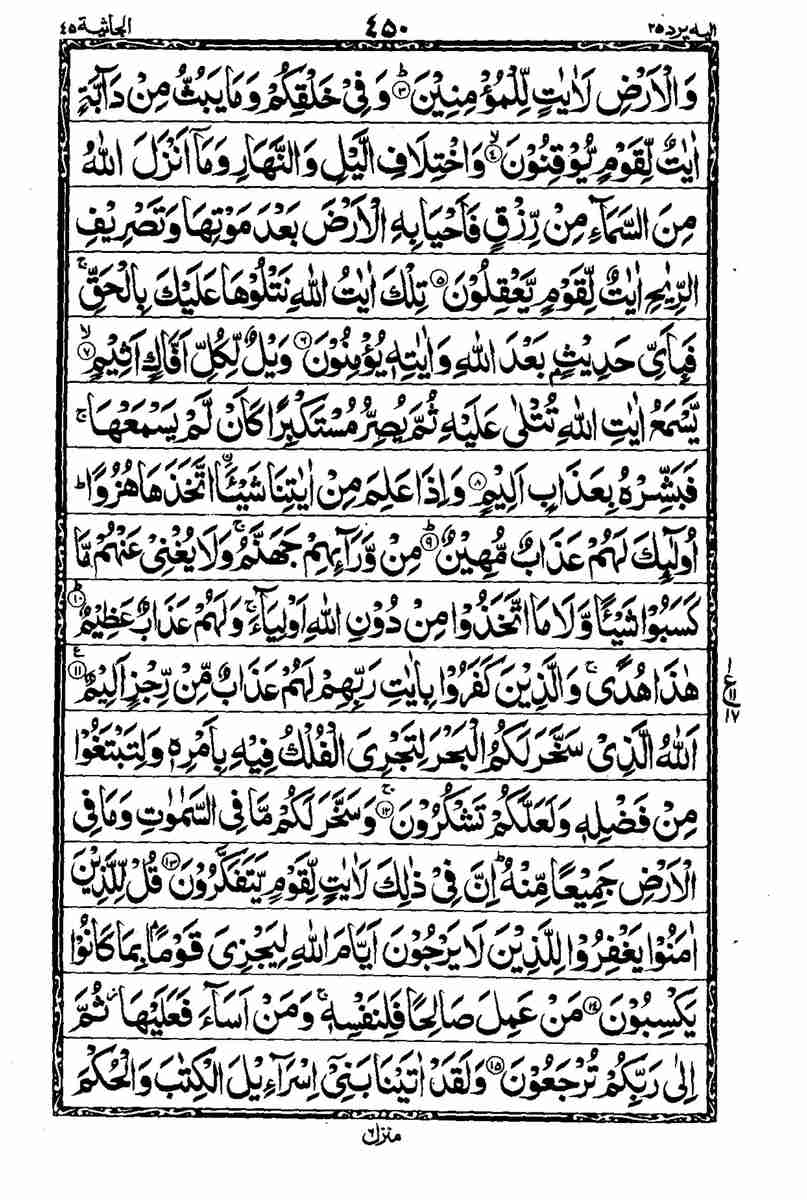 الجاثية ٤٥
٤٥٠
اليه يرد ٢٥
وَالْاَرْضِ لَاٰيٰتٍ لِّلْمُؤْمِنِيْنَ ؕ﴿۳﴾ وَفِيْ خَلْقِكُمْ وَمَا يَبُثُّ مِنْ دَآبَّةٍ
اٰيٰتٌ لِّقَوْمٍ يُّوْقِنُوْنَ ۙ﴿۴﴾ وَاخْتِلَافِ الَّيْلِ وَالنَّهَارِ وَمَاۤ اَنْزَلَ اللّٰهُ
مِنَ السَّمَآءِ مِنْ رِّزْقٍ فَاَحْيَا بِهِ الْاَرْضَ بَعْدَ مَوْتِهَا وَتَصْرِيْفِ
الرِّيٰحِ اٰيٰتٌ لِّقَوْمٍ يَّعْقِلُوْنَ ﴿۵﴾ تِلْكَ اٰيٰتُ اللّٰهِ نَتْلُوْهَا عَلَيْكَ بِالْحَقِّ ۚ
فَبِاَيِّ حَدِيْثٍۭ بَعْدَ اللّٰهِ وَاٰيٰتِهٖ يُؤْمِنُوْنَ ﴿۶﴾ وَيْلٌ لِّكُلِّ اَفَّاكٍ اَثِيْمٍ ۙ﴿۷﴾
يَّسْمَعُ اٰيٰتِ اللّٰهِ تُتْلٰى عَلَيْهِ ثُمَّ يُصِرُّ مُسْتَكْبِرًا كَاَنْ لَّمْ يَسْمَعْهَا ۚ
فَبَشِّرْهُ بِعَذَابٍ اَلِيْمٍ ﴿۸﴾ وَاِذَا عَلِمَ مِنْ اٰيٰتِنَا شَيْـًٔا ۨاتَّخَذَهَا هُزُوًا ؕ
اُولٰٓئِكَ لَهُمْ عَذَابٌ مُّهِيْنٌ ؕ﴿۹﴾ مِنْ وَّرَآئِهِمْ جَهَنَّمُ ۚ وَلَا يُغْنِيْ عَنْهُمْ مَّا
كَسَبُوْا شَيْـًٔا وَّلَا مَا اتَّخَذُوْا مِنْ دُوْنِ اللّٰهِ اَوْلِيَآءَ ۚ وَلَهُمْ عَذَابٌ عَظِيْمٌ ؕ﴿۱۰﴾
هٰذَا هُدًى ۚ وَالَّذِيْنَ كَفَرُوْا بِاٰيٰتِ رَبِّهِمْ لَهُمْ عَذَابٌ مِّنْ رِّجْزٍ اَلِيْمٌ ﴿۱۱﴾
ع
۱
۱۱
۱۷
اَللّٰهُ الَّذِيْ سَخَّرَ لَكُمُ الْبَحْرَ لِتَجْرِيَ الْفُلْكُ فِيْهِ بِاَمْرِهٖ وَلِتَبْتَغُوْا
مِنْ فَضْلِهٖ وَلَعَلَّكُمْ تَشْكُرُوْنَ ۚ﴿۱۲﴾ وَسَخَّرَ لَكُمْ مَّا فِي السَّمٰوٰتِ وَمَا فِي
الْاَرْضِ جَمِيْعًا مِّنْهُ ؕ اِنَّ فِيْ ذٰلِكَ لَاٰيٰتٍ لِّقَوْمٍ يَّتَفَكَّرُوْنَ ﴿۱۳﴾ قُلْ لِّلَّذِيْنَ
اٰمَنُوْا يَغْفِرُوْا لِلَّذِيْنَ لَا يَرْجُوْنَ اَيَّامَ اللّٰهِ لِيَجْزِيَ قَوْمًۢا بِمَا كَانُوْا
يَكْسِبُوْنَ ﴿۱۴﴾ مَنْ عَمِلَ صَالِحًا فَلِنَفْسِهٖ ۚ وَمَنْ اَسَآءَ فَعَلَيْهَا ؗ ثُمَّ
اِلٰى رَبِّكُمْ تُرْجَعُوْنَ ﴿۱۵﴾ وَلَقَدْ اٰتَيْنَا بَنِيْۤ اِسْرَآءِيْلَ الْكِتٰبَ وَالْحُكْمَ
منزل ٦